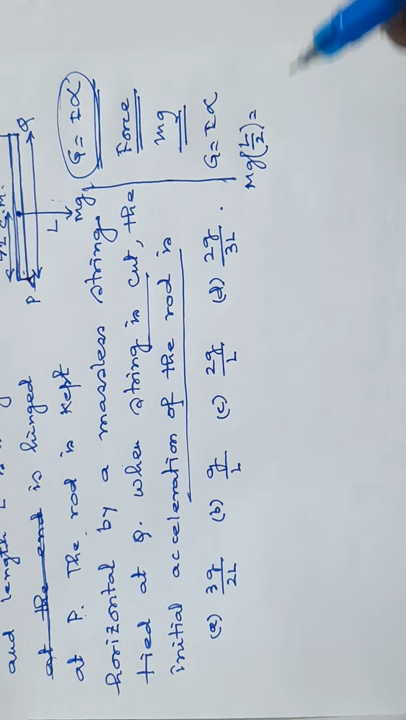 and length L is
at the end is hinged
at P. The rod is kept
horizontal by a massless string
tied at Q. When string is cut, the
initial acceleration of the rod is
(a) 3g/2L (b) g/L (c) 2g/L (d) 2g/3L.
P
Q
C.M.
L
mg
G = Iα
Force
mg
G = Iα
Mg(L/2) =